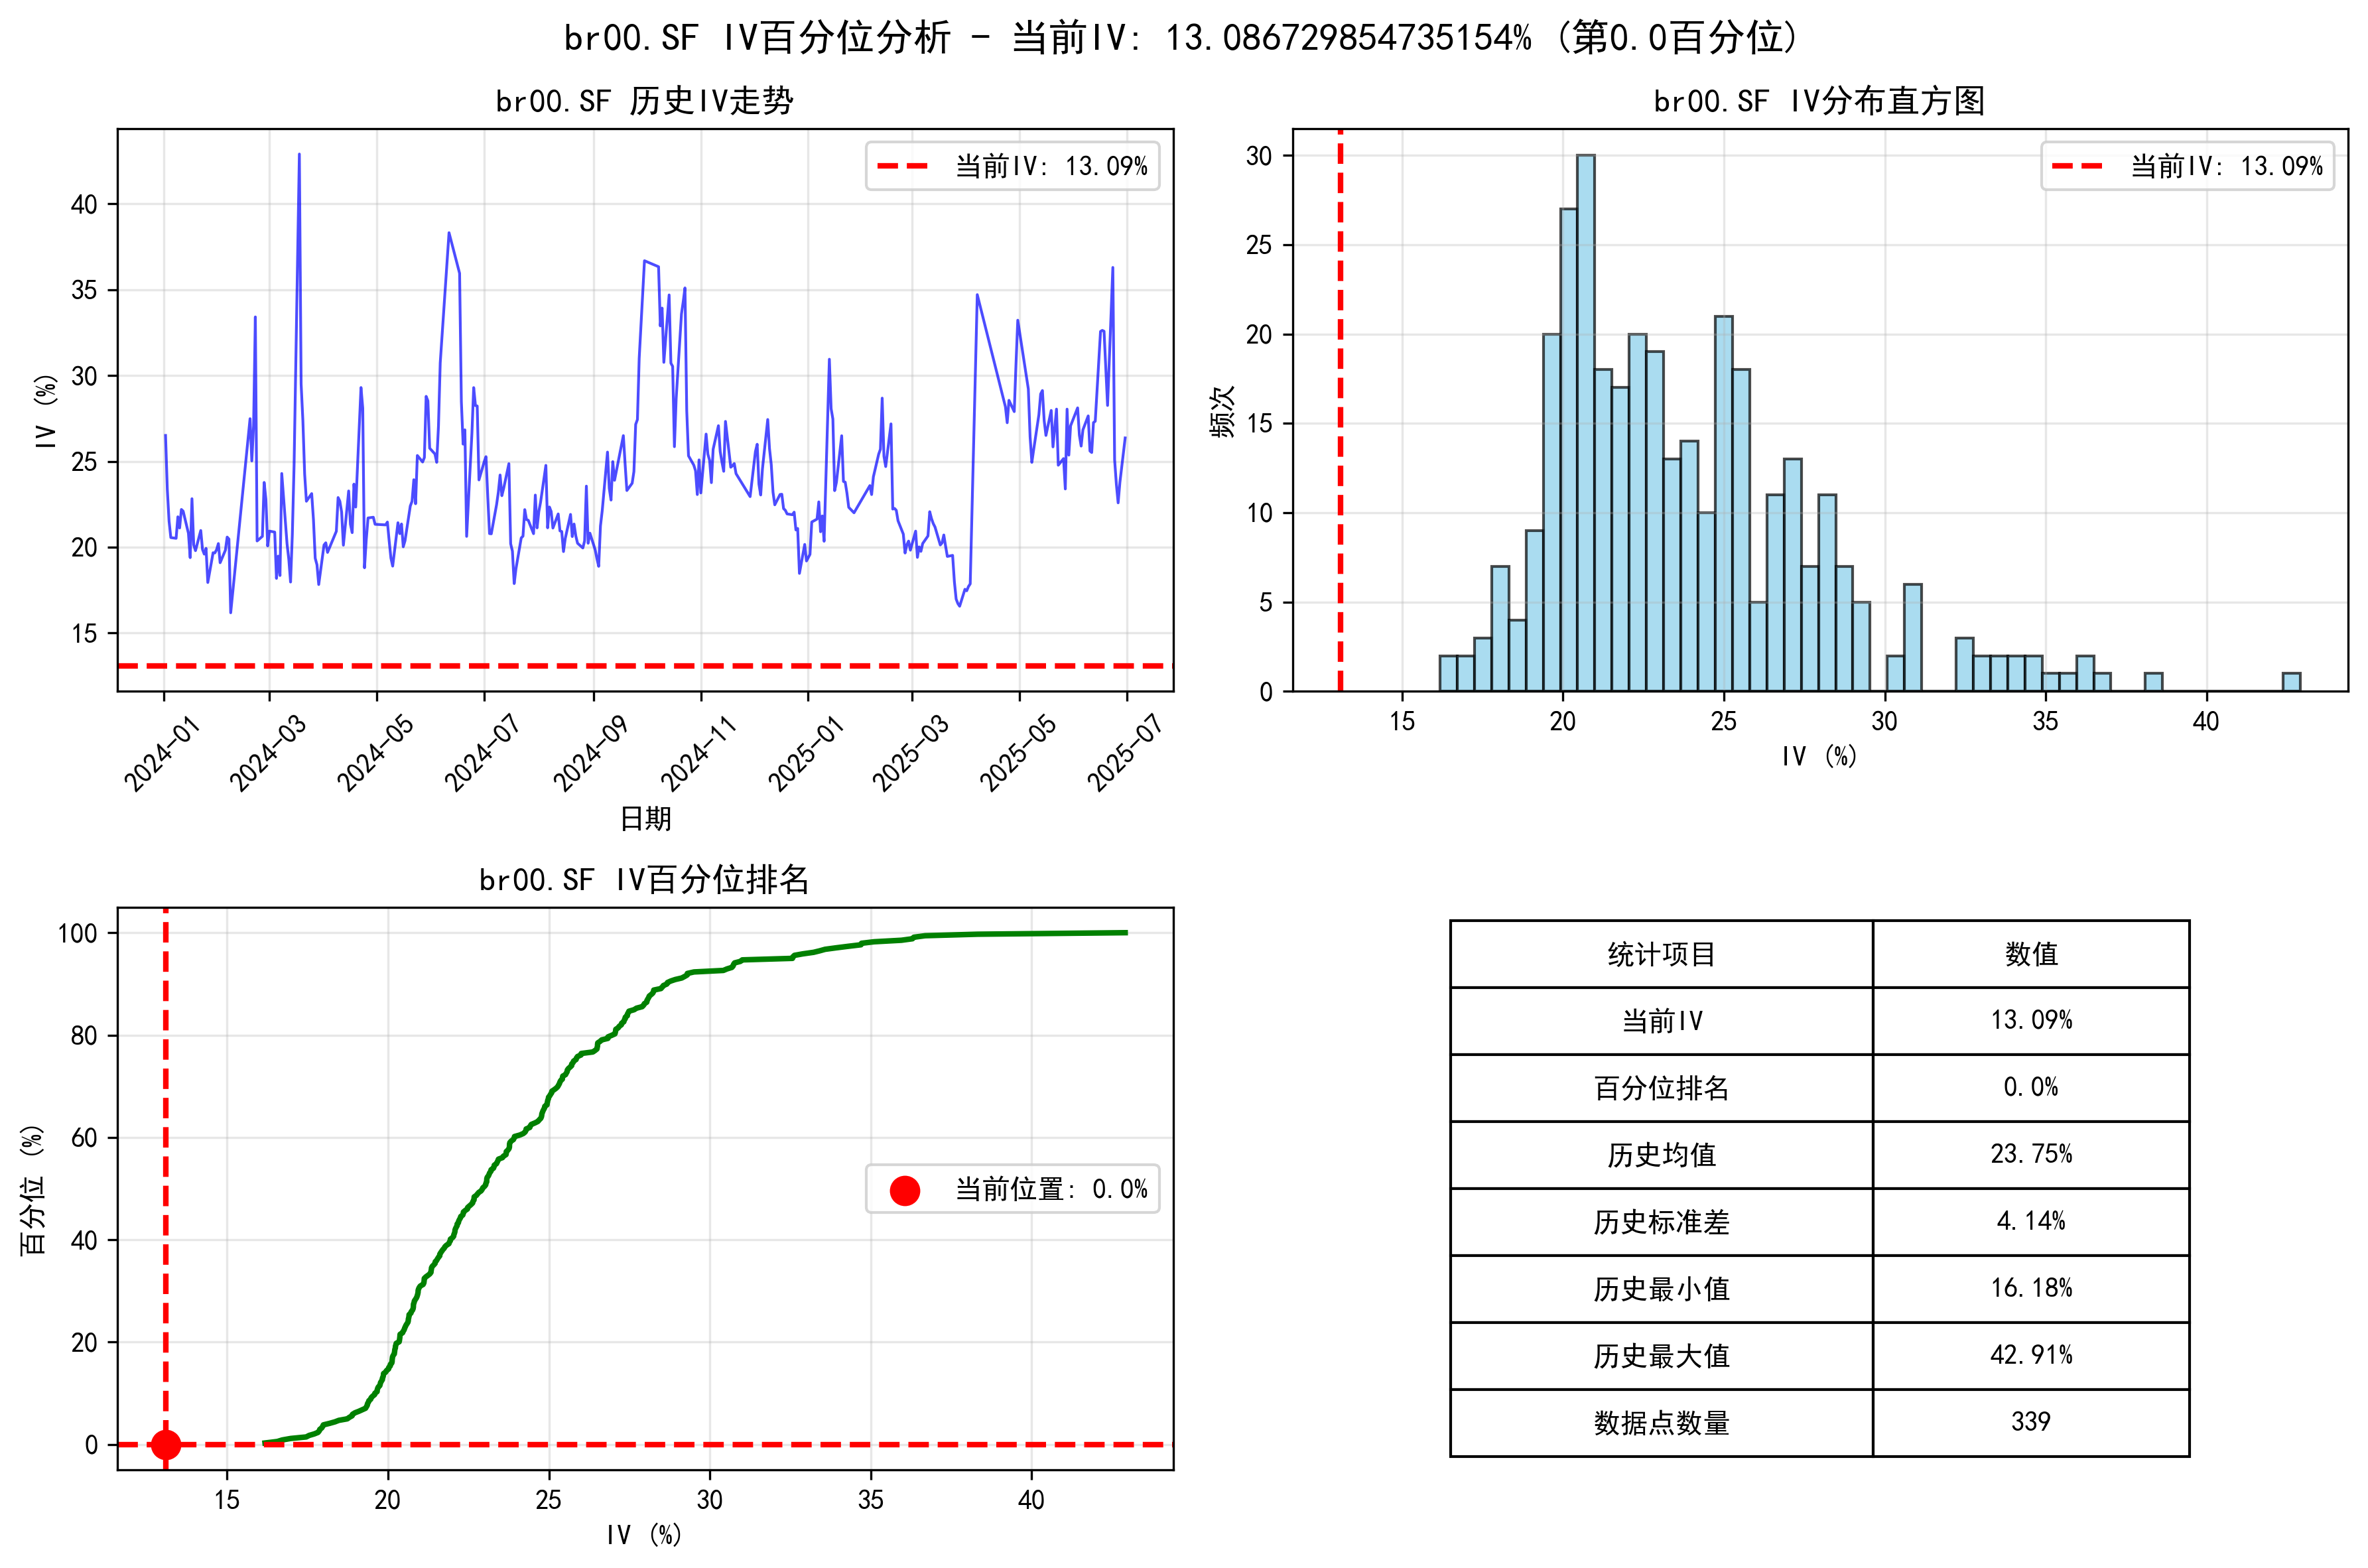 br00.SF IV百分位分析 - 当前IV: 13.086729854735154% (第0.0百分位)
br00.SF 历史IV走势
当前IV: 13.09%
IV (%)
40
35
30
25
20
15
2024-01
2024-03
2024-05
2024-07
2024-09
2024-11
2025-01
2025-03
2025-05
2025-07
日期
br00.SF IV分布直方图
当前IV: 13.09%
频次
30
25
20
15
10
5
0
15
20
25
30
35
40
IV (%)
br00.SF IV百分位排名
当前位置: 0.0%
百分位 (%)
100
80
60
40
20
0
15
20
25
30
35
40
IV (%)
统计项目 数值
当前IV 13.09%
百分位排名 0.0%
历史均值 23.75%
历史标准差 4.14%
历史最小值 16.18%
历史最大值 42.91%
数据点数量 339